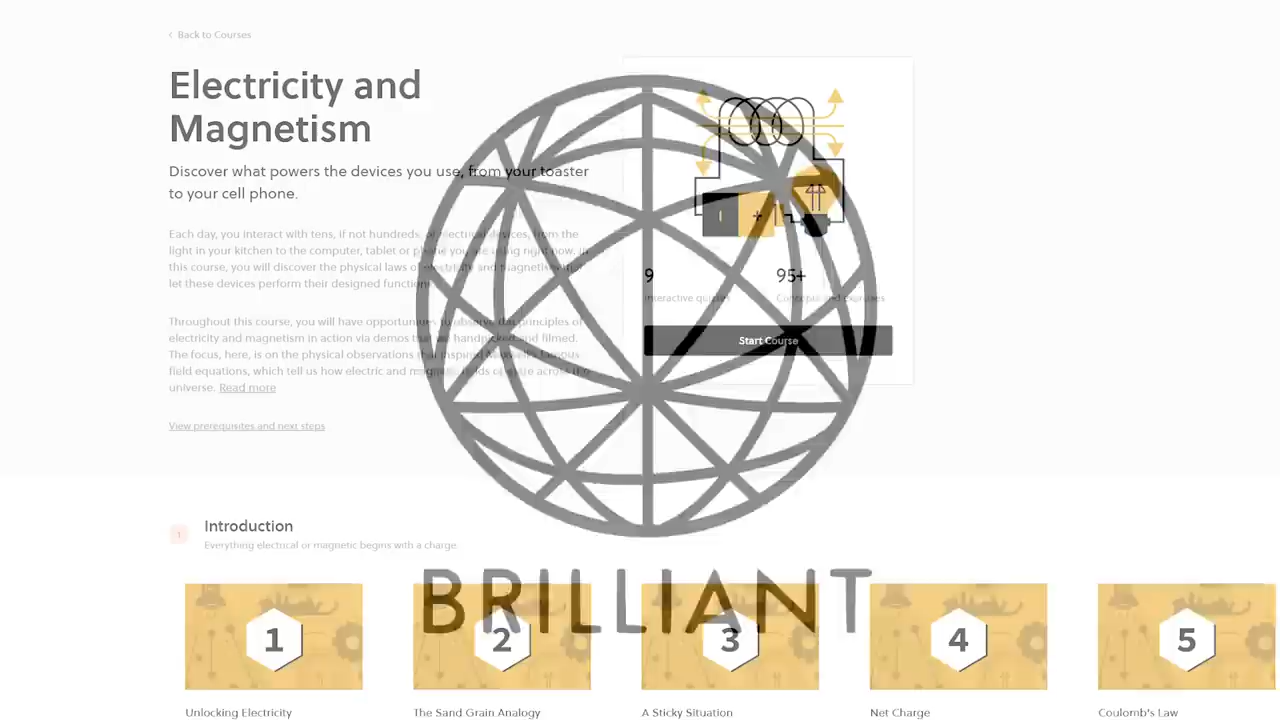 Back to Courses
Electricity and
Magnetism
Discover what powers the devices you use, from your toaster
to your cell phone.
Each day, you interact with tens, if not hundreds, of electrical devices, from the
light in your kitchen to the computer, tablet or phone you are using right now. In
this course, you will discover the physical laws of electricity and magnetism that
let these devices perform their designed functions.
Throughout this course, you will have opportunities to observe the principles of
electricity and magnetism in action via demos that we handpicked and filmed.
The focus, here, is on the physical observations that inspired Maxwell's famous
field equations, which tell us how electric and magnetic fields operate across the
universe. Read more
View prerequisites and next steps
9
95+
Interactive quizzes
Concepts and exercises
Start Course
1
Introduction
Everything electrical or magnetic begins with a charge.
BRILLIANT
1
2
3
4
5
Unlocking Electricity
The Sand Grain Analogy
A Sticky Situation
Net Charge
Coulomb's Law